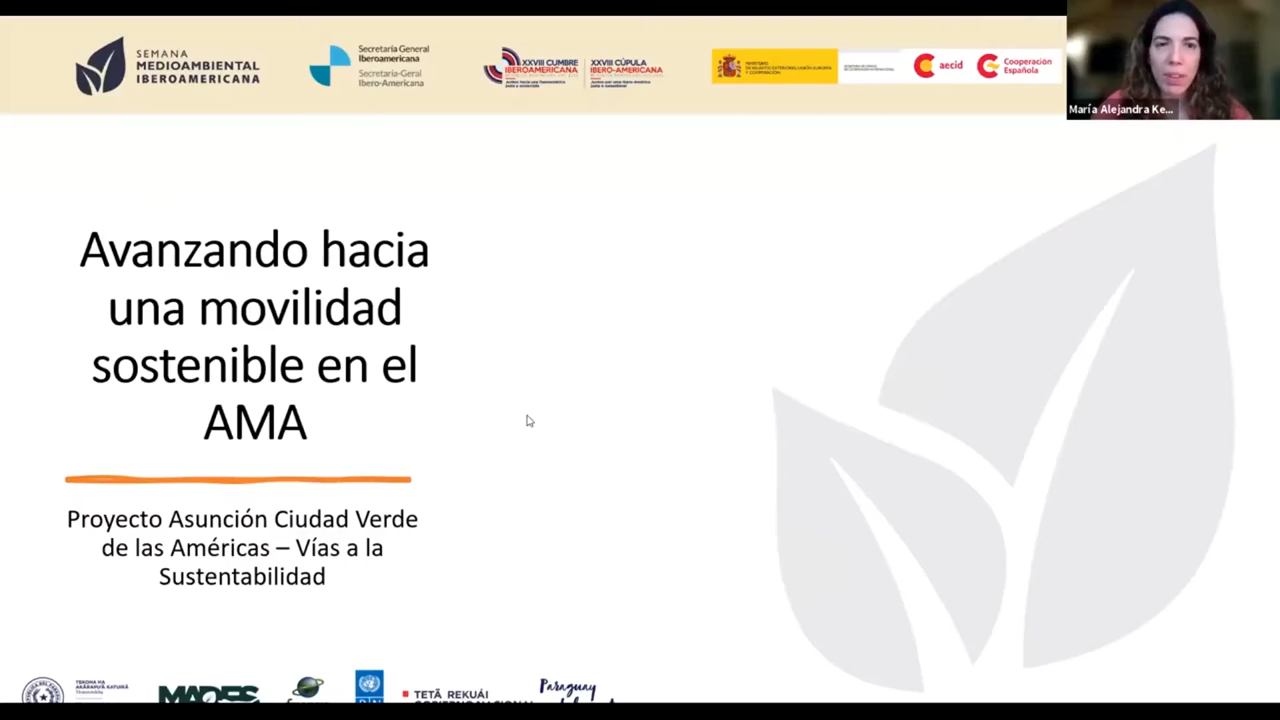 SEMANA
MEDIOAMBIENTAL
IBEROAMERICANA
Secretaría General
Iberoamericana
Secretaria-Geral
Ibero-Americana
XXVIII CUMBRE
IBEROAMERICANA
XXVIII CÚPULA
IBERO-AMERICANA
aecid
Cooperación
Española
María Alejandra Ke...
Avanzando hacia
una movilidad
sostenible en el
AMA
Proyecto Asunción Ciudad Verde
de las Américas – Vías a la
Sustentabilidad
MADES
TETÃ REKUÁI
GOBIERNO NACIONAL
Paraguay